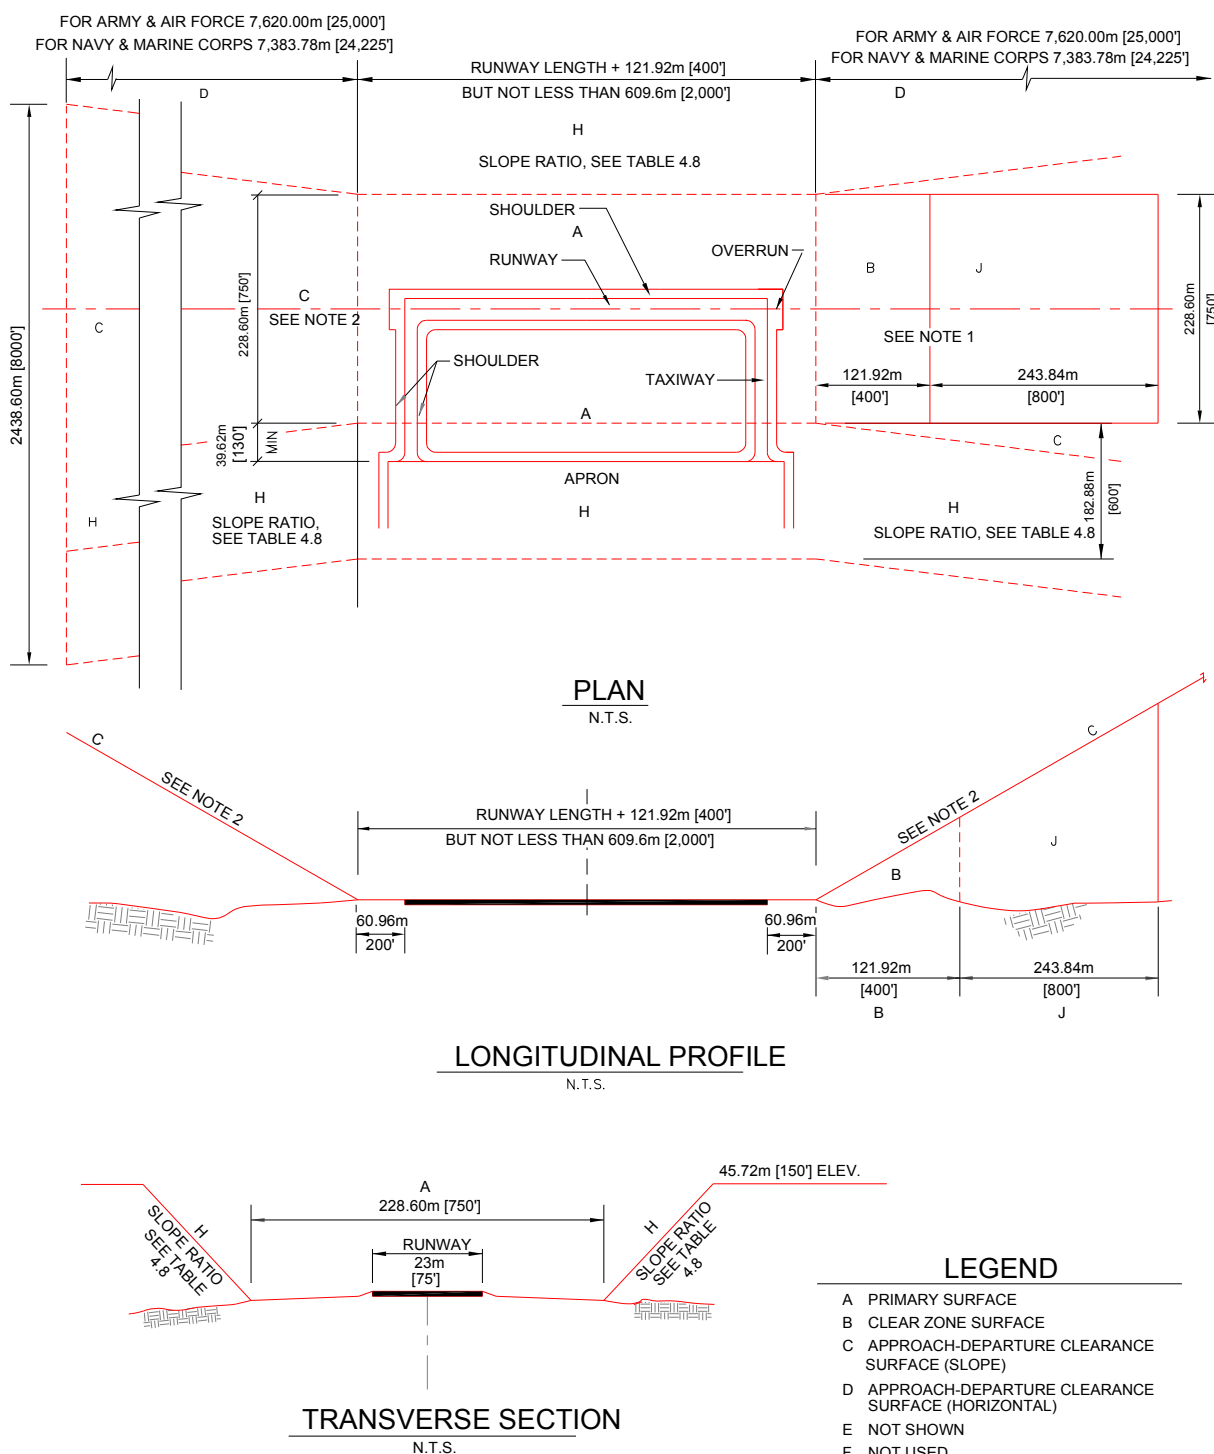 FOR ARMY & AIR FORCE 7,620.00m [25,000']
FOR NAVY & MARINE CORPS 7,383.78m [24,225']
FOR ARMY & AIR FORCE 7,620.00m [25,000']
FOR NAVY & MARINE CORPS 7,383.78m [24,225']
RUNWAY LENGTH + 121.92m [400']
BUT NOT LESS THAN 609.6m [2,000']
D
D
H
SLOPE RATIO, SEE TABLE 4.8
SHOULDER
A
RUNWAY
OVERRUN
B
J
C
SEE NOTE 2
C
SEE NOTE 1
2438.60m [8000']
228.60m [750']
228.60m
[750']
SHOULDER
TAXIWAY
121.92m
[400']
243.84m
[800']
A
39.62m
[130']
MIN
C
APRON
H
H
SLOPE RATIO,
SEE TABLE 4.8
H
182.88m
[600']
H
SLOPE RATIO, SEE TABLE 4.8
PLAN
N.T.S.
C
SEE NOTE 2
RUNWAY LENGTH + 121.92m [400']
BUT NOT LESS THAN 609.6m [2,000']
C
SEE NOTE 2
J
B
60.96m
200'
60.96m
200'
121.92m
[400']
243.84m
[800']
B
J
LONGITUDINAL PROFILE
N.T.S.
45.72m [150'] ELEV.
A
228.60m [750']
H
SLOPE RATIO
SEE TABLE
4.8
RUNWAY
23m
[75']
H
SLOPE RATIO
SEE TABLE
4.8
TRANSVERSE SECTION
N.T.S.
LEGEND
A PRIMARY SURFACE
B CLEAR ZONE SURFACE
C APPROACH-DEPARTURE CLEARANCE
SURFACE (SLOPE)
D APPROACH-DEPARTURE CLEARANCE
SURFACE (HORIZONTAL)
E NOT SHOWN
F NOT USED